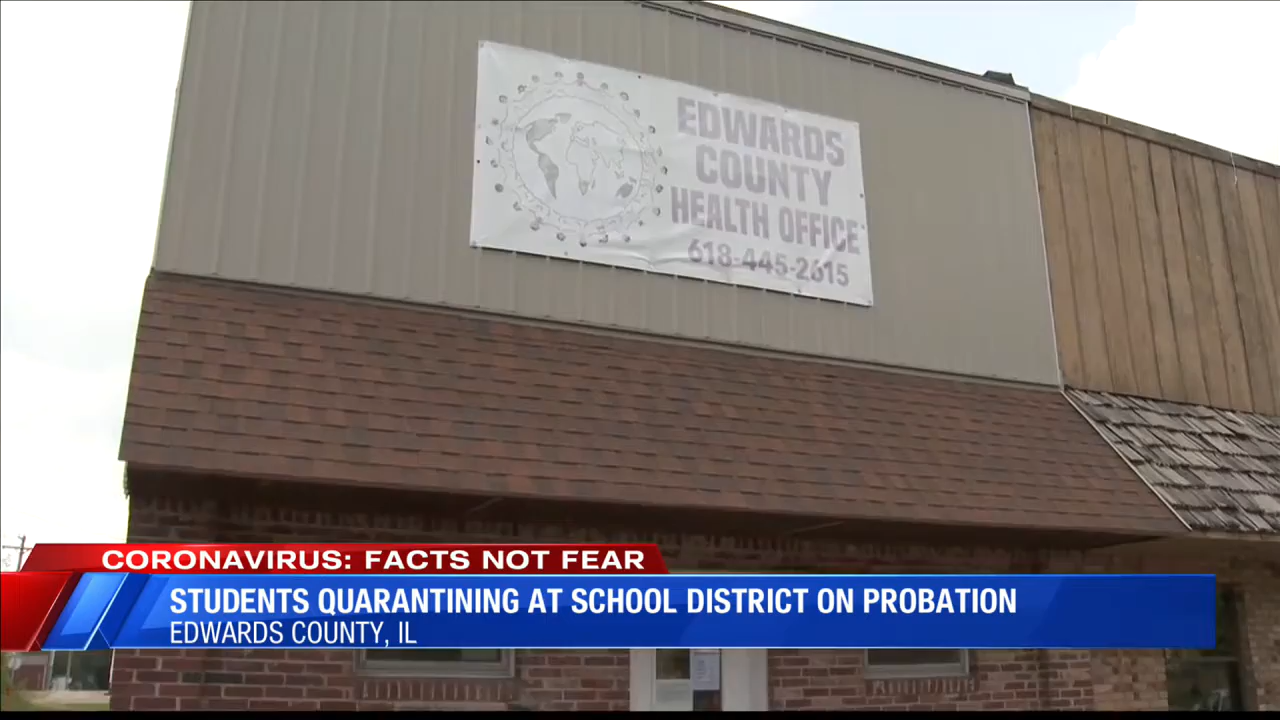 EDWARDS
COUNTY
HEALTH OFFICE
618-445-2615
CORONAVIRUS: FACTS NOT FEAR
STUDENTS QUARANTINING AT SCHOOL DISTRICT ON PROBATION
EDWARDS COUNTY, IL